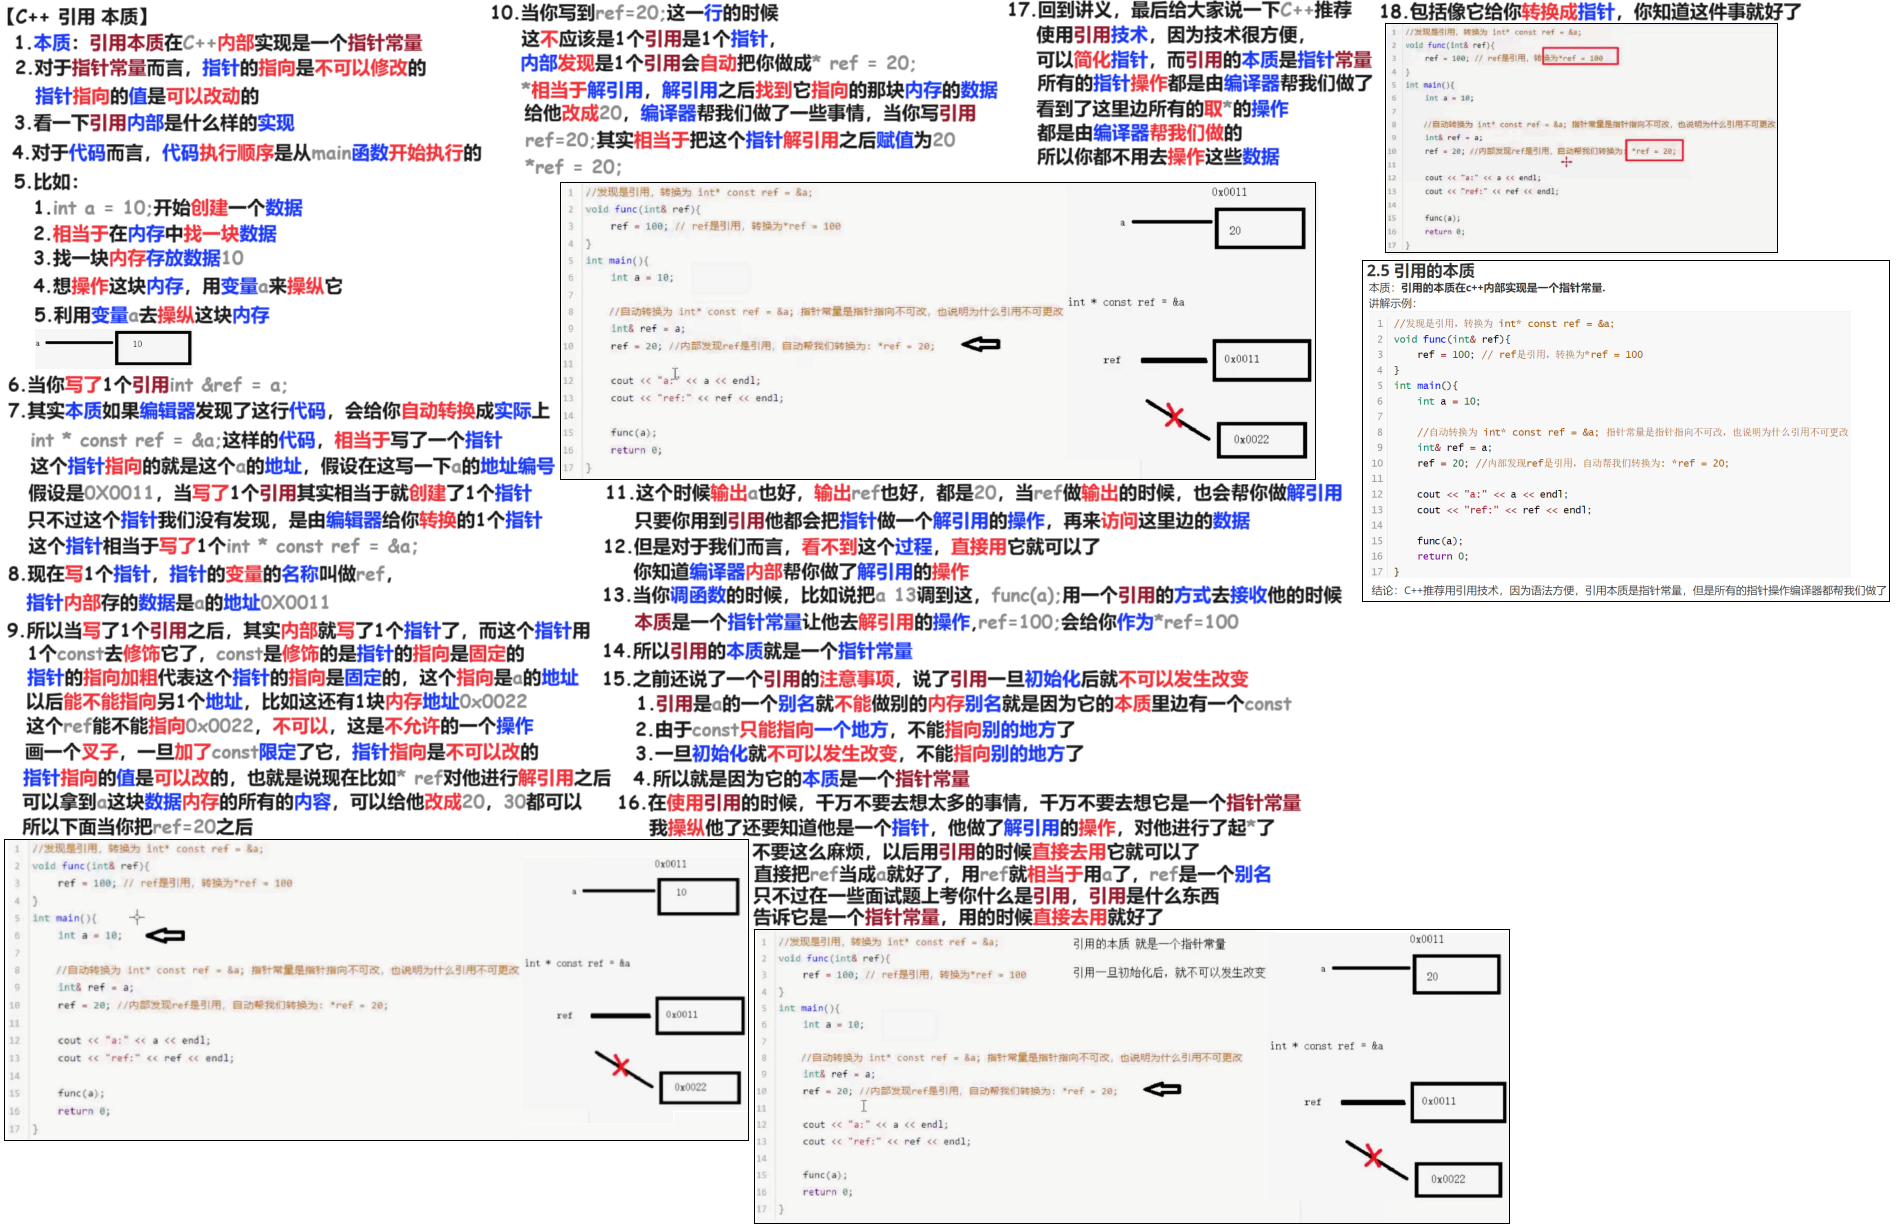 【C++ 引用 本质】
1.本质：引用本质在C++内部实现是一个指针常量
2.对于指针常量而言，指针的指向是不可以修改的
指针指向的值是可以改动的
3.看一下引用内部是什么样的实现
4.对于代码而言，代码执行顺序是从main函数开始执行的
5.比如：
1.int a = 10;开始创建一个数据
2.相当于在内存中找一块数据
3.找一块内存存放数据10
4.想操作这块内存，用变量a来操纵它
5.利用变量a去操纵这块内存
a
10
6.当你写了1个引用int &ref = a;
7.其实本质如果编辑器发现了这行代码，会给你自动转换成实际上
int * const ref = &a;这样的代码，相当于写了一个指针
这个指针指向的就是这个a的地址，假设在这写一下a的地址编号
假设是0X0011，当写了1个引用其实相当于就创建了1个指针
只不过这个指针我们没有发现，是由编辑器给你转换的1个指针
这个指针相当于写了1个int * const ref = &a;
8.现在写1个指针，指针的变量的名称叫做ref，
指针内部存的数据是a的地址0X0011
9.所以当写了1个引用之后，其实内部就写了1个指针了，而这个指针用
1个const去修饰它了，const是修饰的是指针的指向是固定的
指针的指向加粗代表这个指针的指向是固定的，这个指向是a的地址
以后能不能指向另1个地址，比如这还有1块内存地址0x0022
这个ref能不能指向0x0022，不可以，这是不允许的一个操作
画一个叉子，一旦加了const限定了它，指针指向是不可以改的
指针指向的值是可以改的，也就是说现在比如* ref对他进行解引用之后
可以拿到a这块数据内存的所有的内容，可以给他改成20，30都可以
所以下面当你把ref=20之后
1 //发现是引用，转换为 int* const ref = &a;
2 void func(int& ref){
3 ref = 100; // ref是引用，转换为*ref = 100
4 }
5 int main(){
6 int a = 10;
7
8 //自动转换为 int* const ref = &a; 指针常量是指针指向不可改，也说明为什么引用不可更改
9 int& ref = a;
10 ref = 20; //内部发现ref是引用，自动帮我们转换为: *ref = 20;
11
12 cout << "a:" << a << endl;
13 cout << "ref:" << ref << endl;
14
15 func(a);
16 return 0;
17 }
0x0011
a
10
int * const ref = &a
ref
0x0011
0x0022
10.当你写到ref=20;这一行的时候
这不应该是1个引用是1个指针，
内部发现是1个引用会自动把你做成* ref = 20;
*相当于解引用，解引用之后找到它指向的那块内存的数据
给他改成20，编译器帮我们做了一些事情，当你写引用
ref=20;其实相当于把这个指针解引用之后赋值为20
*ref = 20;
1 //发现是引用，转换为 int* const ref = &a;
2 void func(int& ref){
3 ref = 100; // ref是引用，转换为*ref = 100
4 }
5 int main(){
6 int a = 10;
7
8 //自动转换为 int* const ref = &a; 指针常量是指针指向不可改，也说明为什么引用不可更改
9 int& ref = a;
10 ref = 20; //内部发现ref是引用，自动帮我们转换为: *ref = 20;
11
12 cout << "a:" << a << endl;
13 cout << "ref:" << ref << endl;
14
15 func(a);
16 return 0;
17 }
0x0011
a
20
int * const ref = &a
ref
0x0011
0x0022
11.这个时候输出a也好，输出ref也好，都是20，当ref做输出的时候，也会帮你做解引用
只要你用到引用他都会把指针做一个解引用的操作，再来访问这里边的数据
12.但是对于我们而言，看不到这个过程，直接用它就可以了
你知道编译器内部帮你做了解引用的操作
13.当你调函数的时候，比如说把a 13调到这，func(a);用一个引用的方式去接收他的时候
本质是一个指针常量让他去解引用的操作,ref=100;会给你作为*ref=100
14.所以引用的本质就是一个指针常量
15.之前还说了一个引用的注意事项，说了引用一旦初始化后就不可以发生改变
1.引用是a的一个别名就不能做别的内存别名就是因为它的本质里边有一个const
2.由于const只能指向一个地方，不能指向别的地方了
3.一旦初始化就不可以发生改变，不能指向别的地方了
4.所以就是因为它的本质是一个指针常量
16.在使用引用的时候，千万不要去想太多的事情，千万不要去想它是一个指针常量
我操纵他了还要知道他是一个指针，他做了解引用的操作，对他进行了起*了
不要这么麻烦，以后用引用的时候直接去用它就可以了
直接把ref当成a就好了，用ref就相当于用a了，ref是一个别名
只不过在一些面试题上考你什么是引用，引用是什么东西
告诉它是一个指针常量，用的时候直接去用就好了
1 //发现是引用，转换为 int* const ref = &a;
2 void func(int& ref){
3 ref = 100; // ref是引用，转换为*ref = 100
4 }
5 int main(){
6 int a = 10;
7
8 //自动转换为 int* const ref = &a; 指针常量是指针指向不可改，也说明为什么引用不可更改
9 int& ref = a;
10 ref = 20; //内部发现ref是引用，自动帮我们转换为: *ref = 20;
11
12 cout << "a:" << a << endl;
13 cout << "ref:" << ref << endl;
14
15 func(a);
16 return 0;
17 }
引用的本质 就是一个指针常量
引用一旦初始化后，就不可以发生改变
0x0011
a
20
int * const ref = &a
ref
0x0011
0x0022
17.回到讲义，最后给大家说一下C++推荐
使用引用技术，因为技术很方便，
可以简化指针，而引用的本质是指针常量
所有的指针操作都是由编译器帮我们做了
看到了这里边所有的取*的操作
都是由编译器帮我们做的
所以你都不用去操作这些数据
18.包括像它给你转换成指针，你知道这件事就好了
1 //发现是引用，转换为 int* const ref = &a;
2 void func(int& ref){
3 ref = 100; // ref是引用，转换为*ref = 100
4 }
5 int main(){
6 int a = 10;
7
8 //自动转换为 int* const ref = &a; 指针常量是指针指向不可改，也说明为什么引用不可更改
9 int& ref = a;
10 ref = 20; //内部发现ref是引用，自动帮我们转换为: *ref = 20;
11
12 cout << "a:" << a << endl;
13 cout << "ref:" << ref << endl;
14
15 func(a);
16 return 0;
17 }
2.5 引用的本质
本质：引用的本质在c++内部实现是一个指针常量.
讲解示例：
1 //发现是引用，转换为 int* const ref = &a;
2 void func(int& ref){
3 ref = 100; // ref是引用，转换为*ref = 100
4 }
5 int main(){
6 int a = 10;
7
8 //自动转换为 int* const ref = &a; 指针常量是指针指向不可改，也说明为什么引用不可更改
9 int& ref = a;
10 ref = 20; //内部发现ref是引用，自动帮我们转换为: *ref = 20;
11
12 cout << "a:" << a << endl;
13 cout << "ref:" << ref << endl;
14
15 func(a);
16 return 0;
17 }
结论：C++推荐用引用技术，因为语法方便，引用本质是指针常量，但是所有的指针操作编译器都帮我们做了